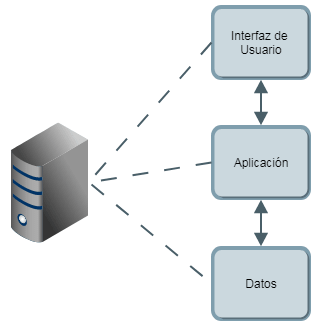 Interfaz de
Usuario
Aplicación
Datos